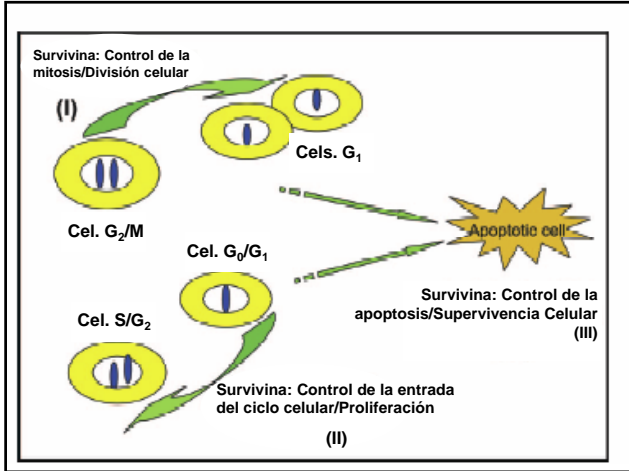 Survivina: Control de la
mitosis/División celular
(I)
Cels. G₁
Cel. G₂/M
Cel. G₀/G₁
Apoptotic cell
Survivina: Control de la
apoptosis/Supervivencia Celular
(III)
Cel. S/G₂
Survivina: Control de la entrada
del ciclo celular/Proliferación
(II)